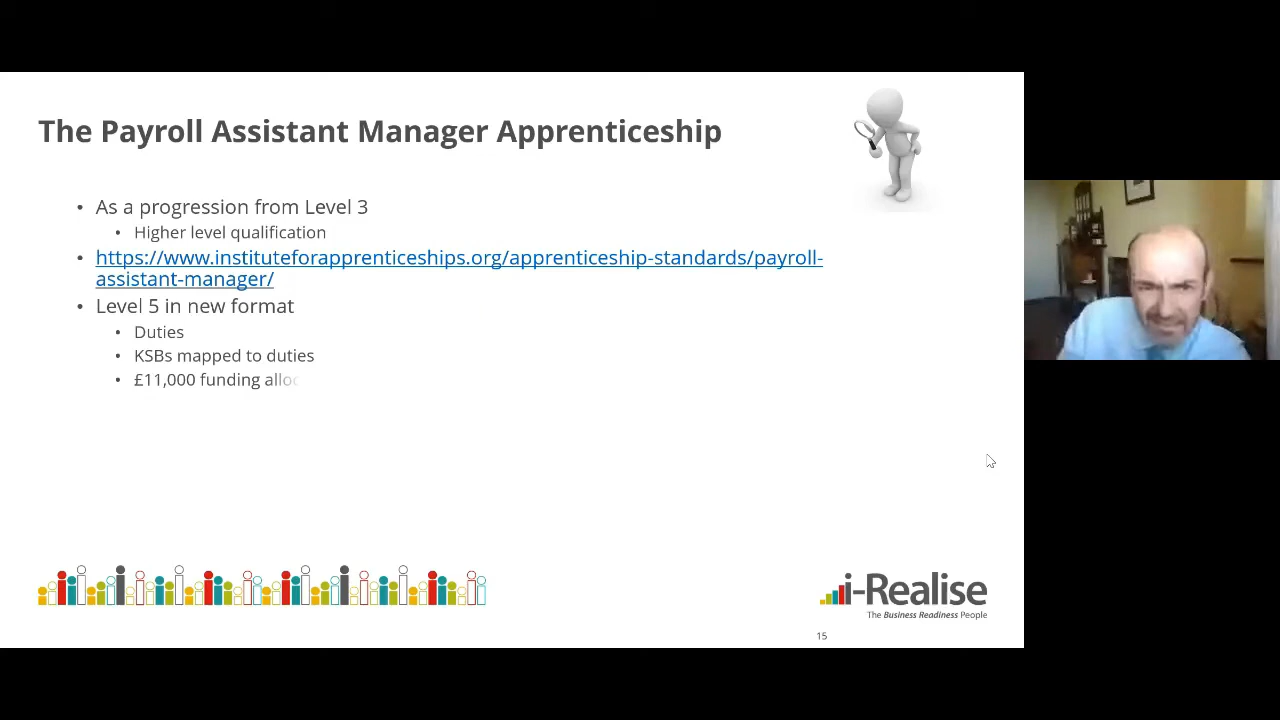 The Payroll Assistant Manager Apprenticeship
• As a progression from Level 3
• Higher level qualification
• https://www.instituteforapprenticeships.org/apprenticeship-standards/payroll-
assistant-manager/
• Level 5 in new format
• Duties
• KSBs mapped to duties
• £11,000 funding
i-Realise
The Business Readiness People
15